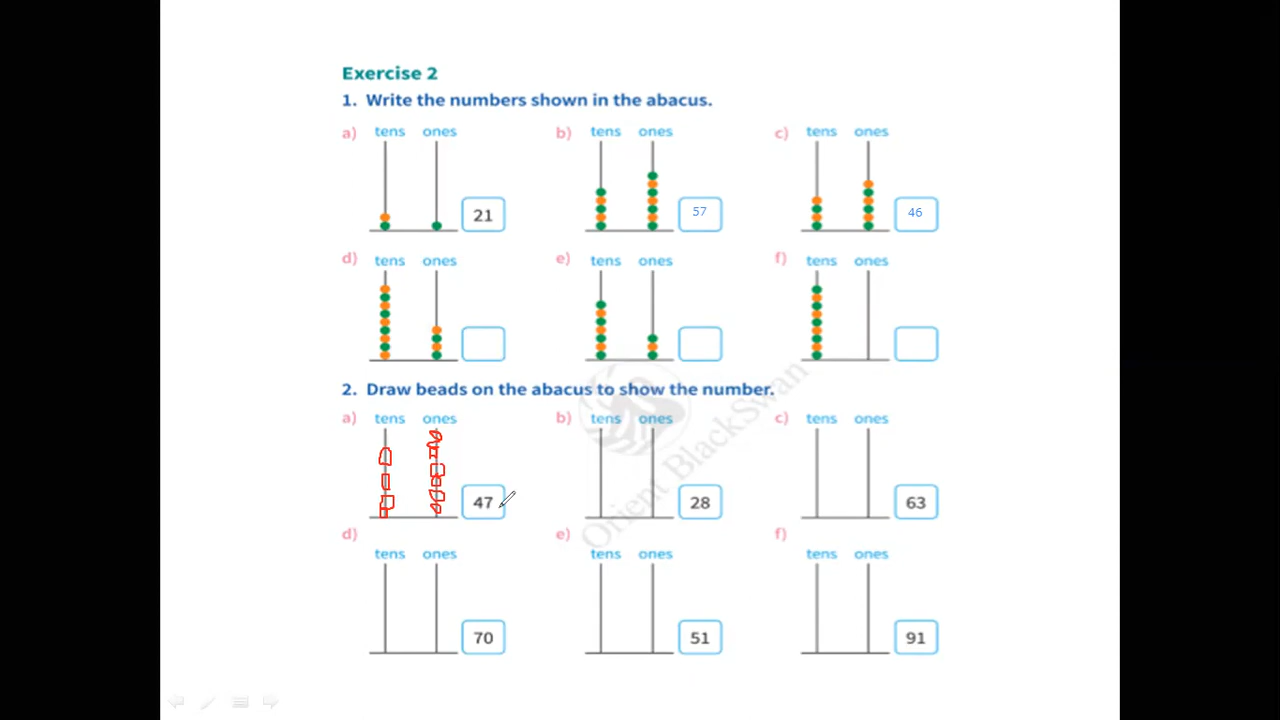 Exercise 2
1. Write the numbers shown in the abacus.
a) tens ones 21
b) tens ones 57
c) tens ones 46
d) tens ones
e) tens ones
f) tens ones
2. Draw beads on the abacus to show the number.
a) tens ones 47
b) tens ones 28
c) tens ones 63
d) tens ones 70
e) tens ones 51
f) tens ones 91
Orient BlackSwan